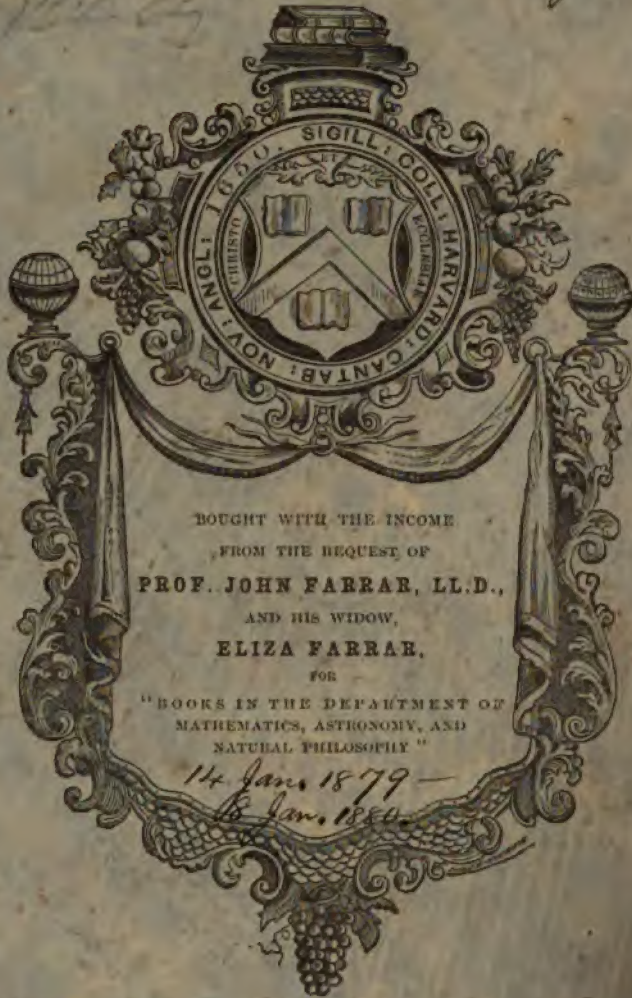 SIGILL: COLL: HARVARD: CANTAB: NOV: ANGL: 1650.
CHRISTO
ET
ECCLESIAE
BOUGHT WITH THE INCOME
FROM THE BEQUEST OF
PROF. JOHN FARRAR, LL.D.,
AND HIS WIDOW,
ELIZA FARRAR,
FOR
"BOOKS IN THE DEPARTMENT OF
MATHEMATICS, ASTRONOMY, AND
NATURAL PHILOSOPHY"
14 Jan. 1879 —
8 Jan. 1880.